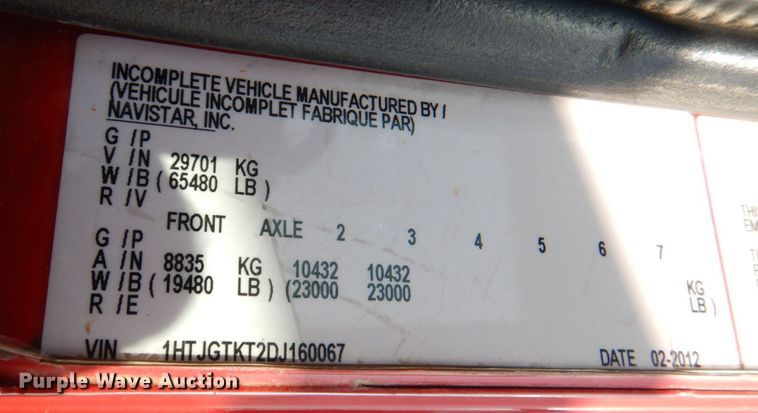 INCOMPLETE VEHICLE MANUFACTURED BY /
(VEHICULE INCOMPLET FABRIQUE PAR)
NAVISTAR, INC.
G /P
V /N 29701 KG
W /B ( 65480 LB )
R /V
FRONT AXLE 2 3 4 5 6 7
G /P
A /N 8835 KG 10432 10432 KG
W /B ( 19480 LB ) (23000 23000 LB )
R /E
VIN 1HTJGTKT2DJ160067 DATE 02-2012
THIS
EM
Purple Wave Auction